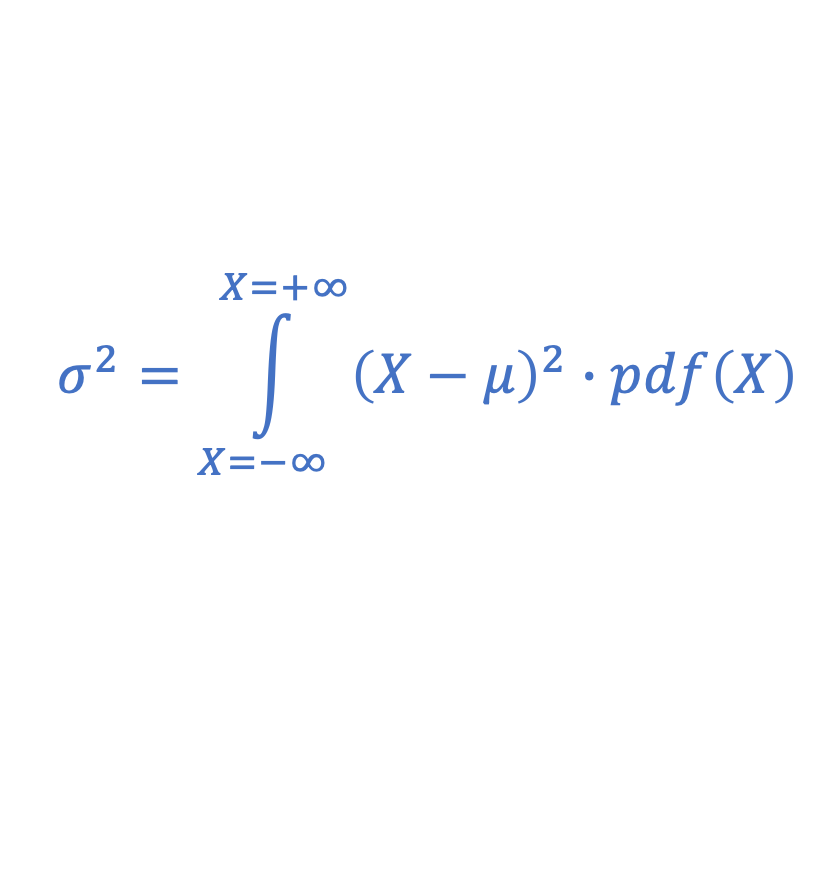 X=+∞
σ² = ∫ (X − μ)² · pdf(X)
X=−∞